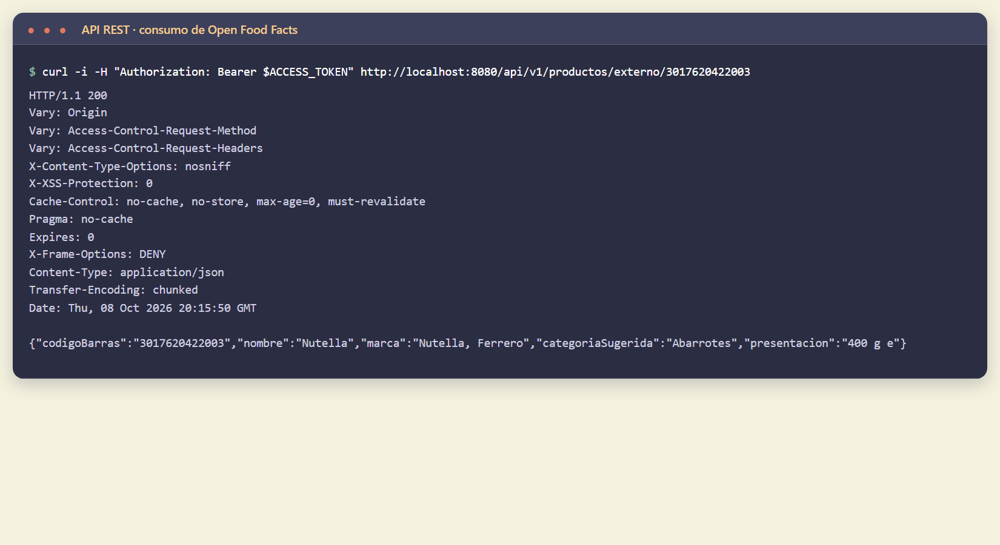 API REST · consumo de Open Food Facts
$ curl -i -H "Authorization: Bearer $ACCESS_TOKEN" http://localhost:8080/api/v1/productos/externo/3017620422003
HTTP/1.1 200
Vary: Origin
Vary: Access-Control-Request-Method
Vary: Access-Control-Request-Headers
X-Content-Type-Options: nosniff
X-XSS-Protection: 0
Cache-Control: no-cache, no-store, max-age=0, must-revalidate
Pragma: no-cache
Expires: 0
X-Frame-Options: DENY
Content-Type: application/json
Transfer-Encoding: chunked
Date: Thu, 08 Oct 2026 20:15:50 GMT
{"codigoBarras":"3017620422003","nombre":"Nutella","marca":"Nutella, Ferrero","categoriaSugerida":"Abarrotes","presentacion":"400 g e"}